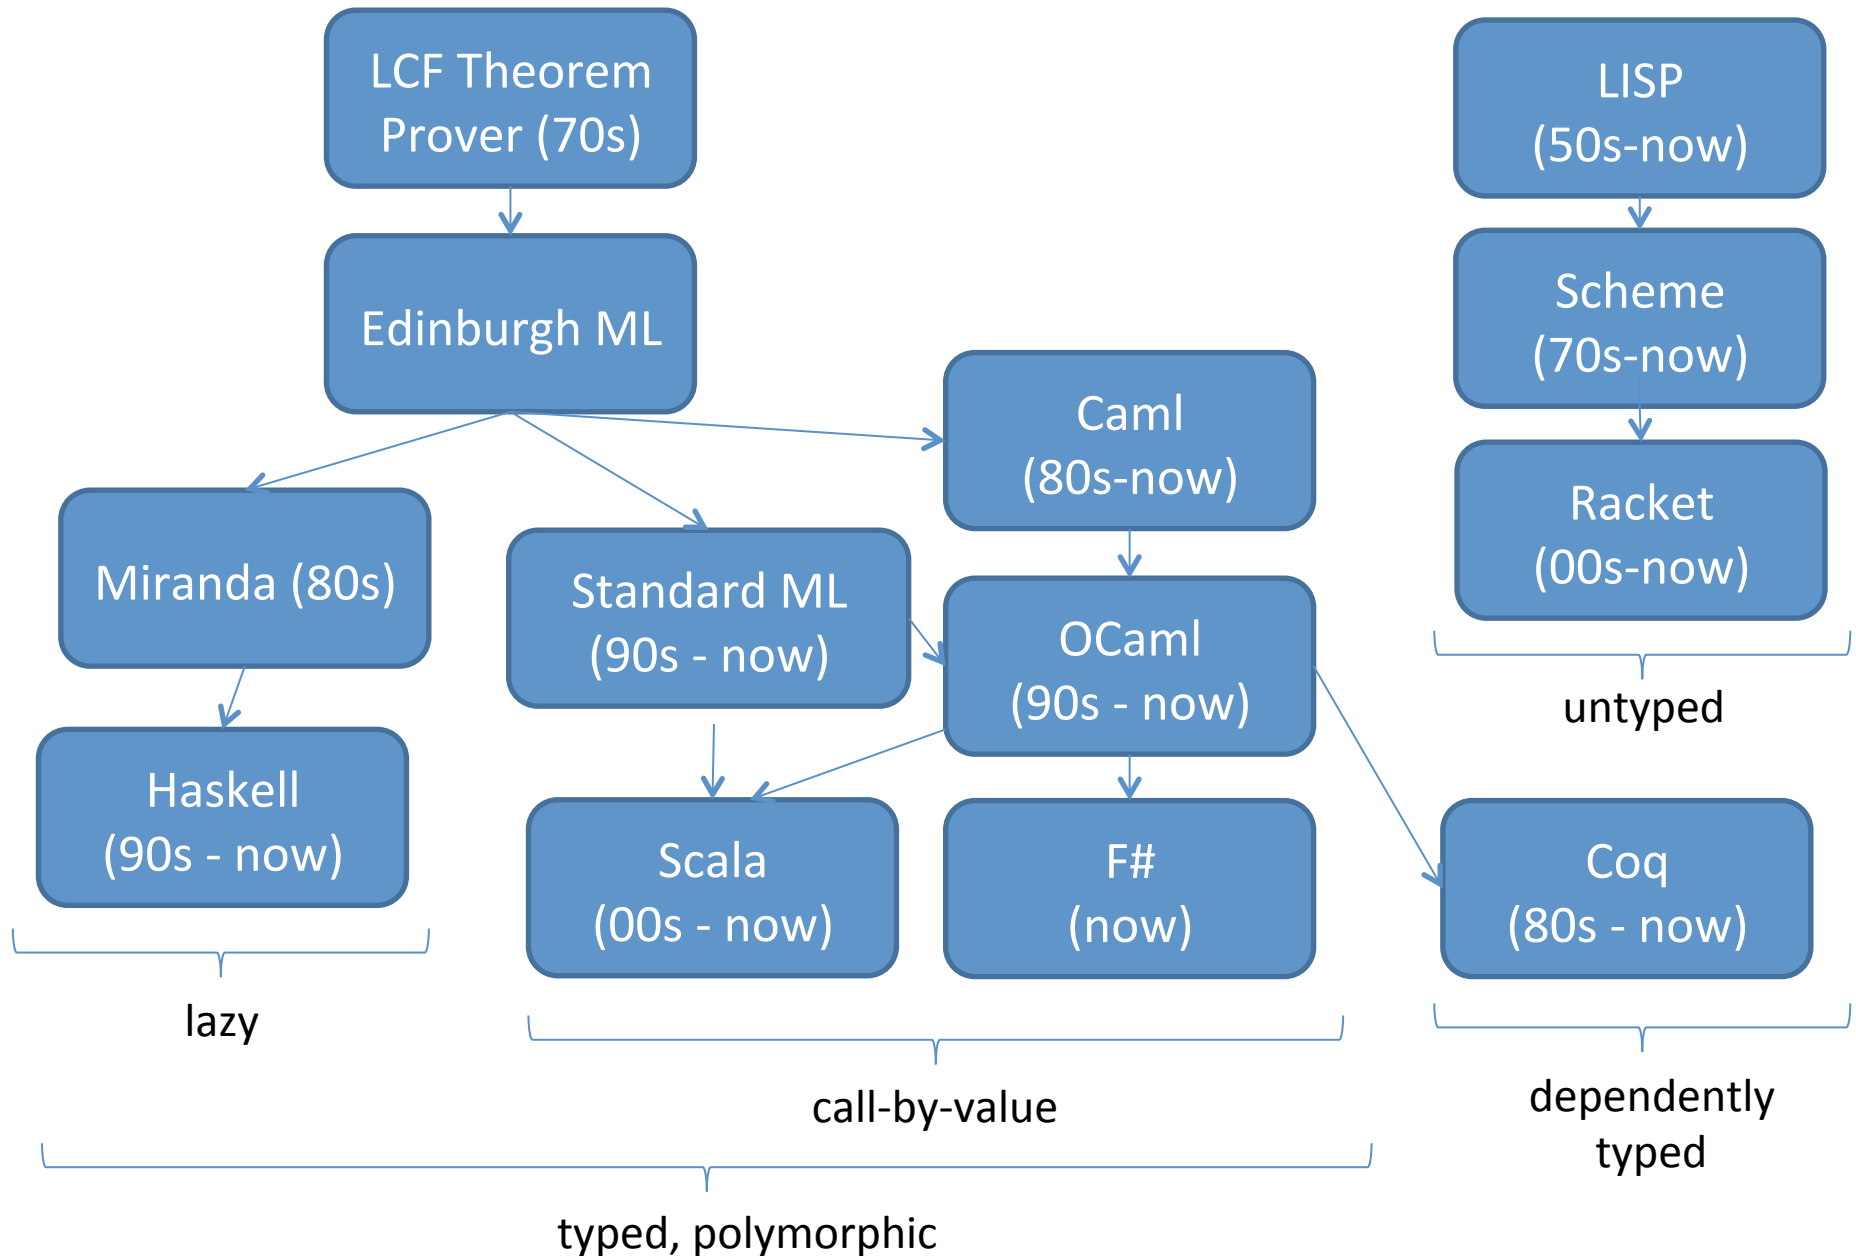 LCF Theorem
Prover (70s)
LISP
(50s-now)
Edinburgh ML
Scheme
(70s-now)
Caml
(80s-now)
Racket
(00s-now)
Miranda (80s)
Standard ML
(90s - now)
OCaml
(90s - now)
untyped
Haskell
(90s - now)
Scala
(00s - now)
F#
(now)
Coq
(80s - now)
lazy
call-by-value
dependently
typed
typed, polymorphic